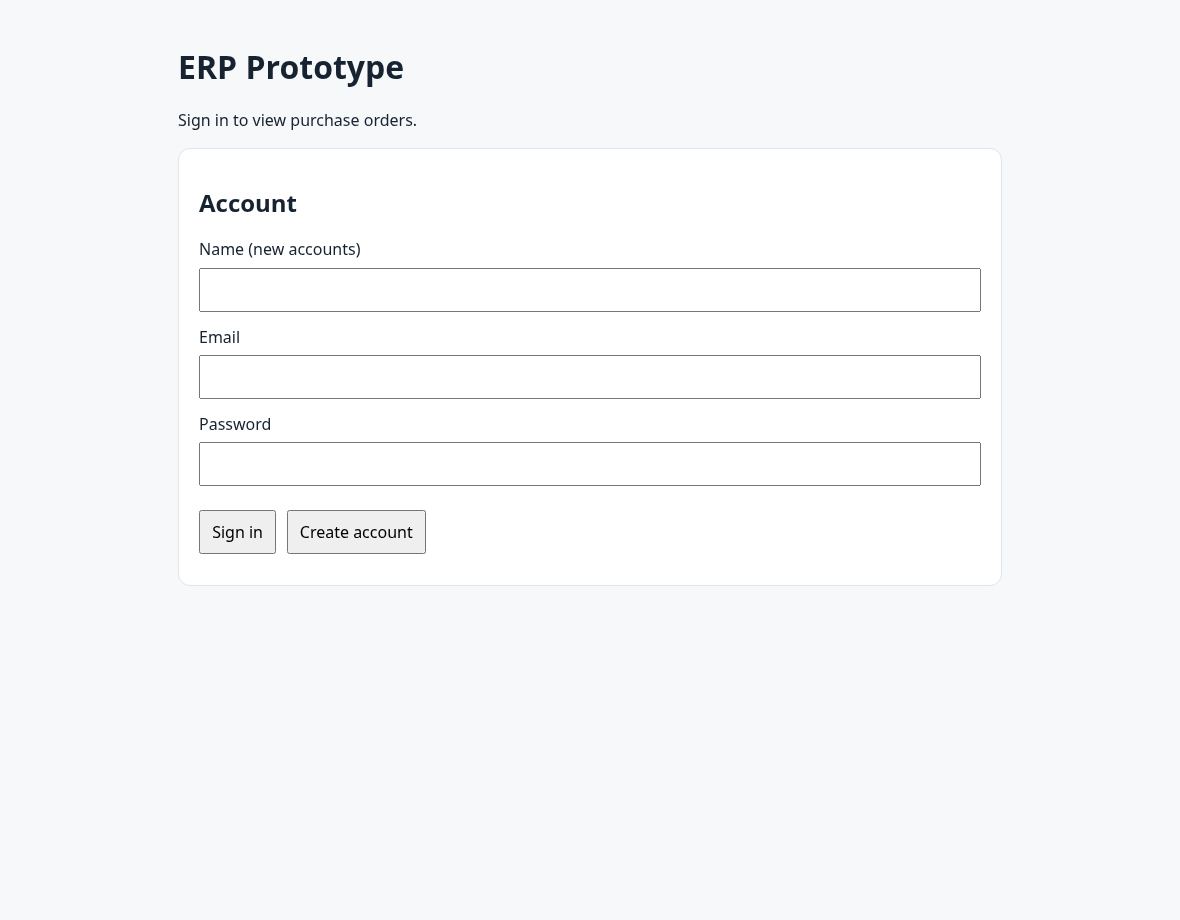 ERP Prototype
Sign in to view purchase orders.
Account
Name (new accounts)
Email
Password
Sign in
Create account